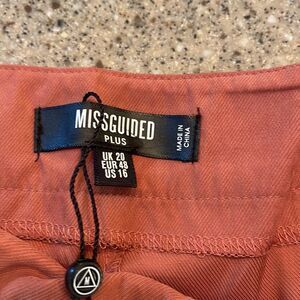 MISSGUIDED
PLUS
MADE IN
CHINA
UK 20
EUR 48
US 16
M